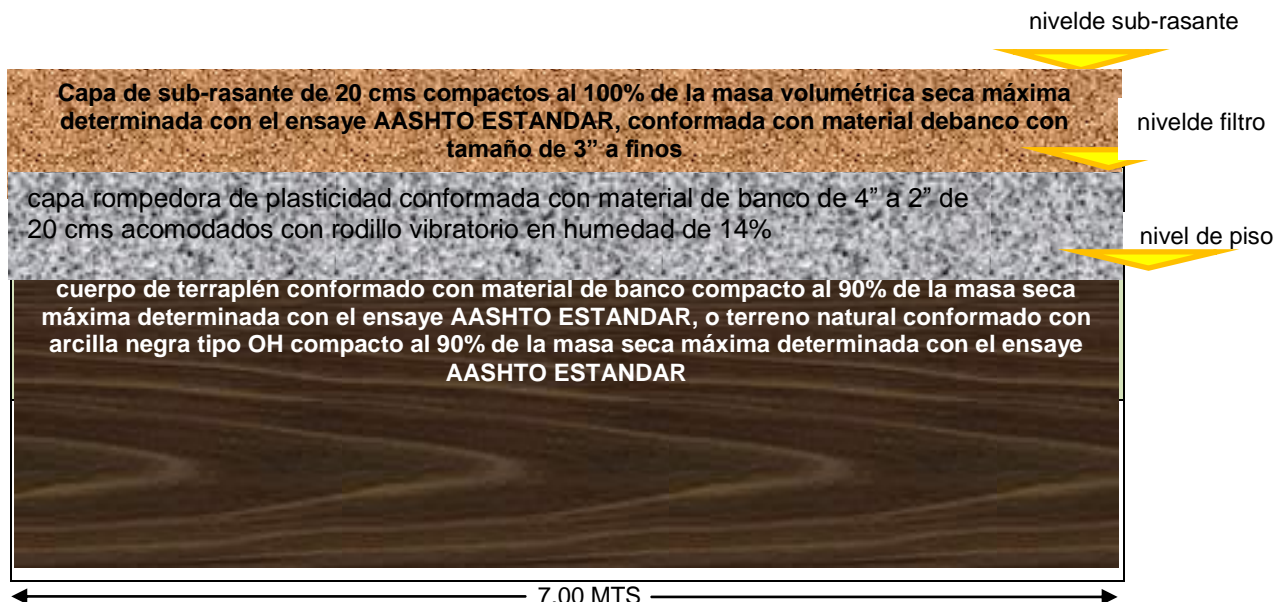 nivelde sub-rasante
Capa de sub-rasante de 20 cms compactos al 100% de la masa volumétrica seca máxima
determinada con el ensaye AASHTO ESTANDAR, conformada con material debanco con
tamaño de 3” a finos
nivelde filtro
capa rompedora de plasticidad conformada con material de banco de 4” a 2” de
20 cms acomodados con rodillo vibratorio en humedad de 14%
nivel de piso
cuerpo de terraplén conformado con material de banco compacto al 90% de la masa seca
máxima determinada con el ensaye AASHTO ESTANDAR, o terreno natural conformado con
arcilla negra tipo OH compacto al 90% de la masa seca máxima determinada con el ensaye
AASHTO ESTANDAR
7.00 MTS